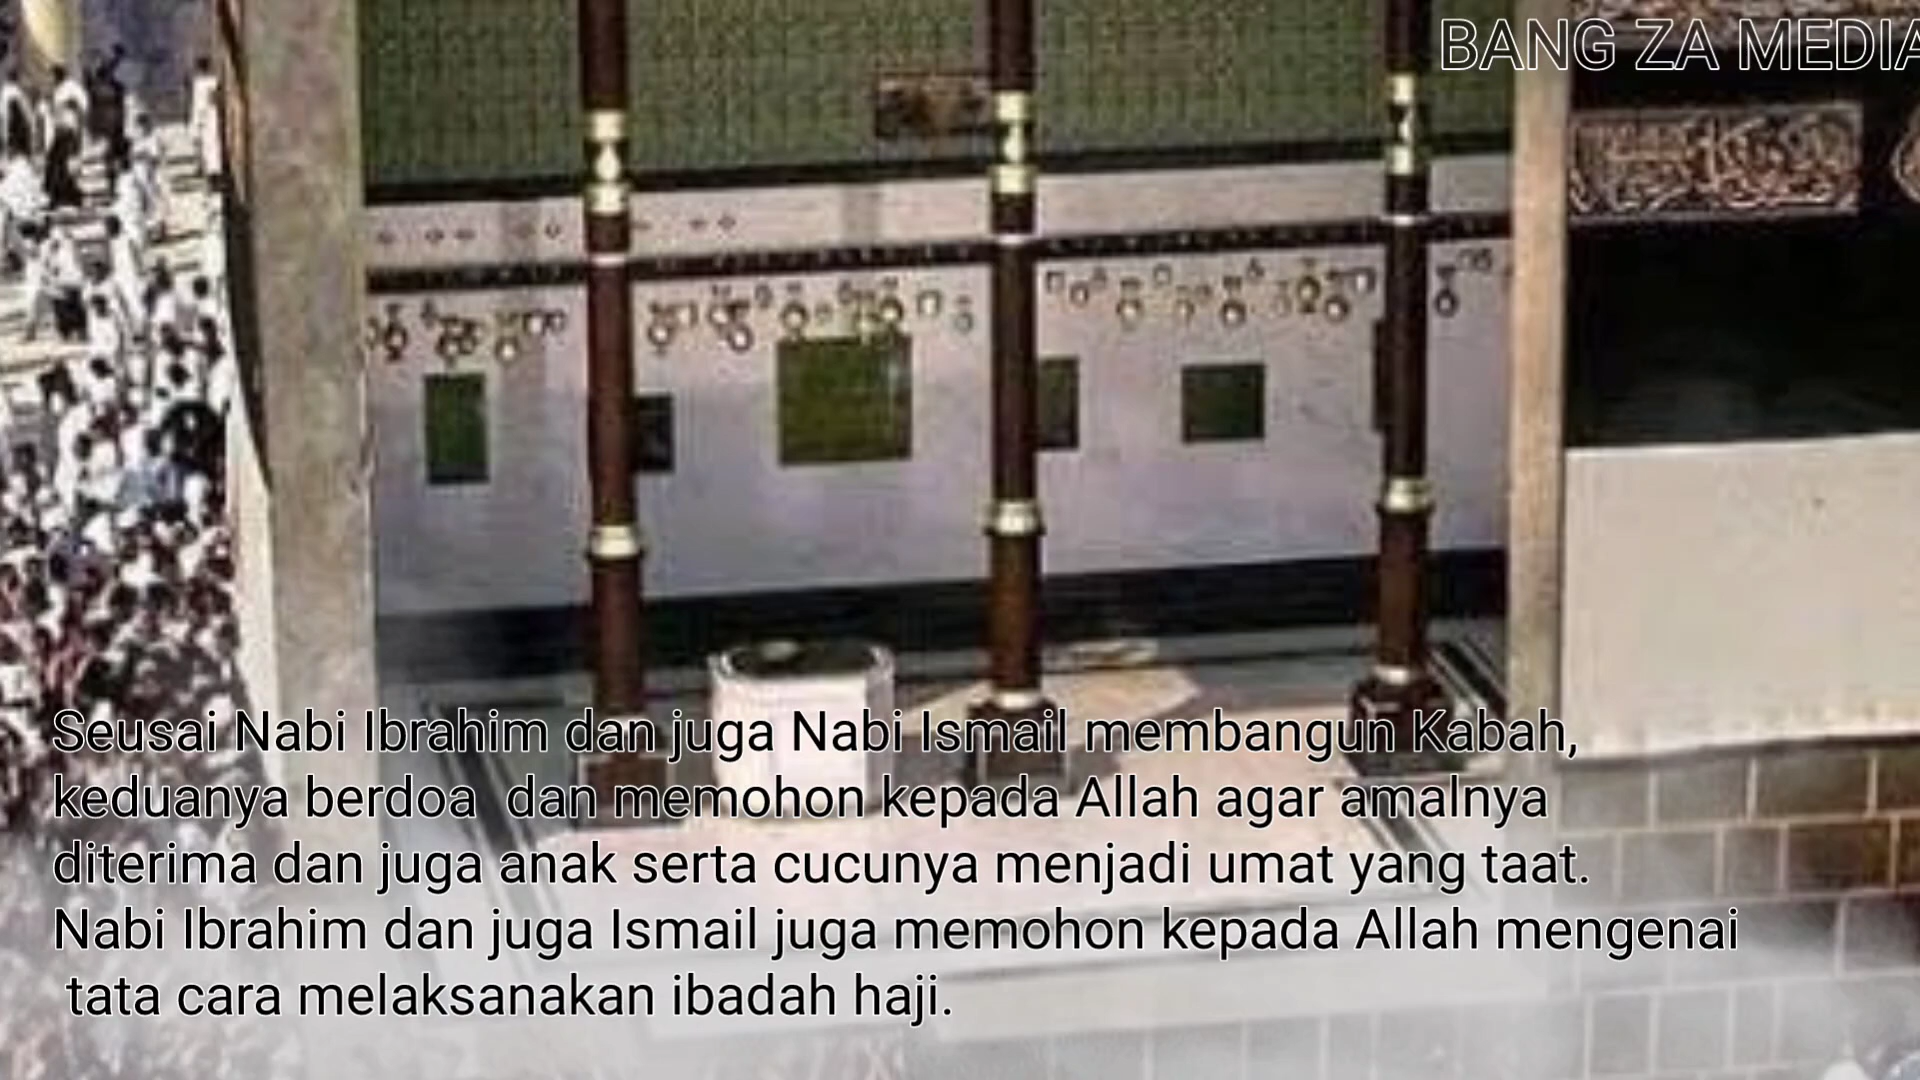 BANG ZA MEDIA
Seusai Nabi Ibrahim dan juga Nabi Ismail membangun Kabah,
keduanya berdoa  dan memohon kepada Allah agar amalnya
diterima dan juga anak serta cucunya menjadi umat yang taat.
Nabi Ibrahim dan juga Ismail juga memohon kepada Allah mengenai
tata cara melaksanakan ibadah haji.